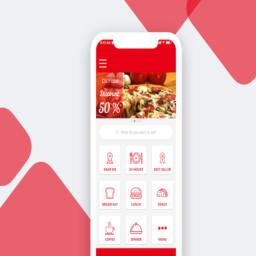 Discount
50 %
What do you want to eat?
NEAR ME
24 HOURS
BEST SELLER
BREAKFAST
LUNCH
ROAST
COFFEE
DINNER
MORE